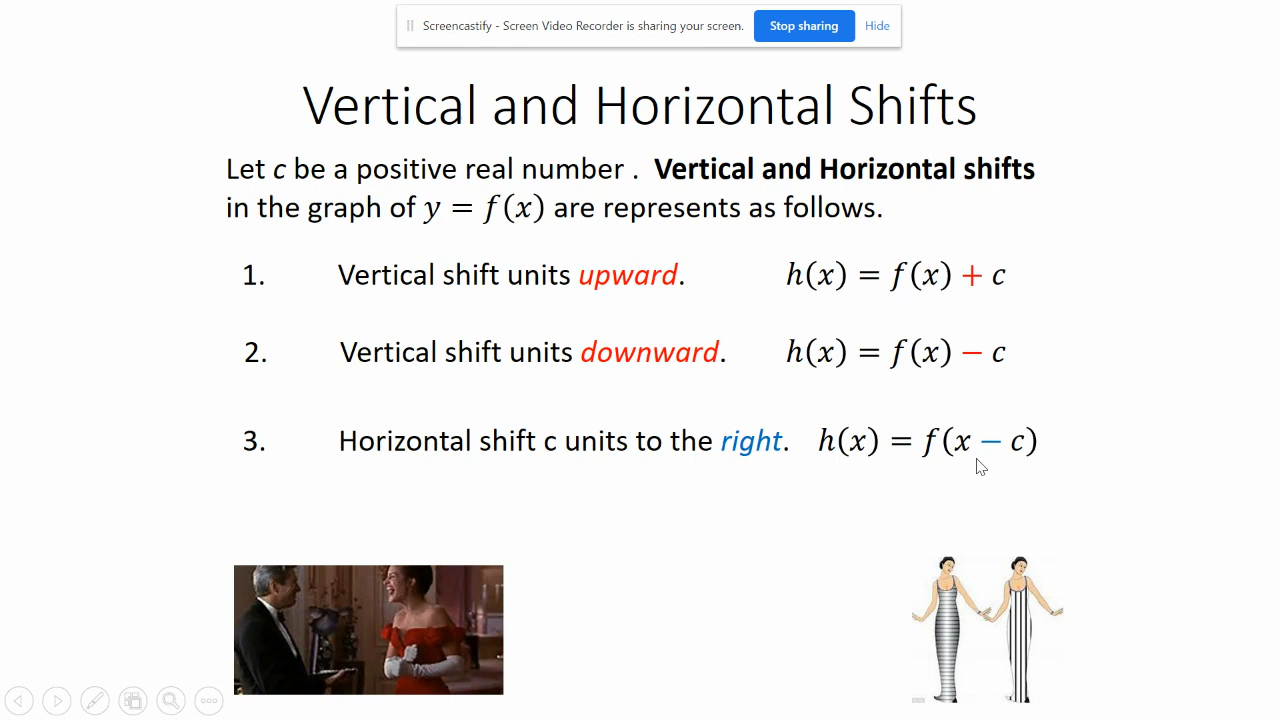 Screencastify - Screen Video Recorder is sharing your screen. Stop sharing Hide
Vertical and Horizontal Shifts
Let c be a positive real number . Vertical and Horizontal shifts
in the graph of y = f(x) are represents as follows.
1. Vertical shift units upward. h(x) = f(x) + c
2. Vertical shift units downward. h(x) = f(x) − c
3. Horizontal shift c units to the right. h(x) = f(x − c)